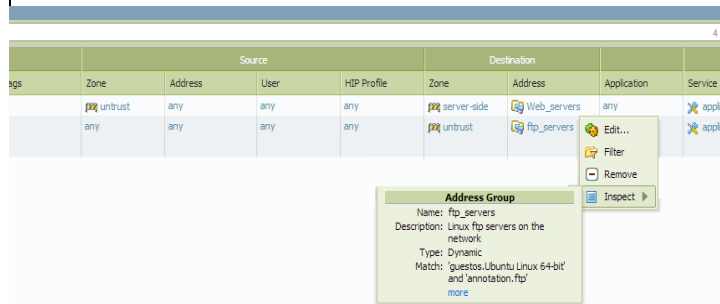 4
Source
Destination
ags
Zone
Address
User
HIP Profile
Zone
Address
Application
Service
untrust
any
any
any
server-side
Web_servers
any
appli
any
any
any
any
untrust
ftp_servers
appli
Edit...
Filter
Remove
Inspect
Address Group
Name: ftp_servers
Description: Linux ftp servers on the
network
Type: Dynamic
Match: 'guestos.Ubuntu Linux 64-bit'
and 'annotation.ftp'
more